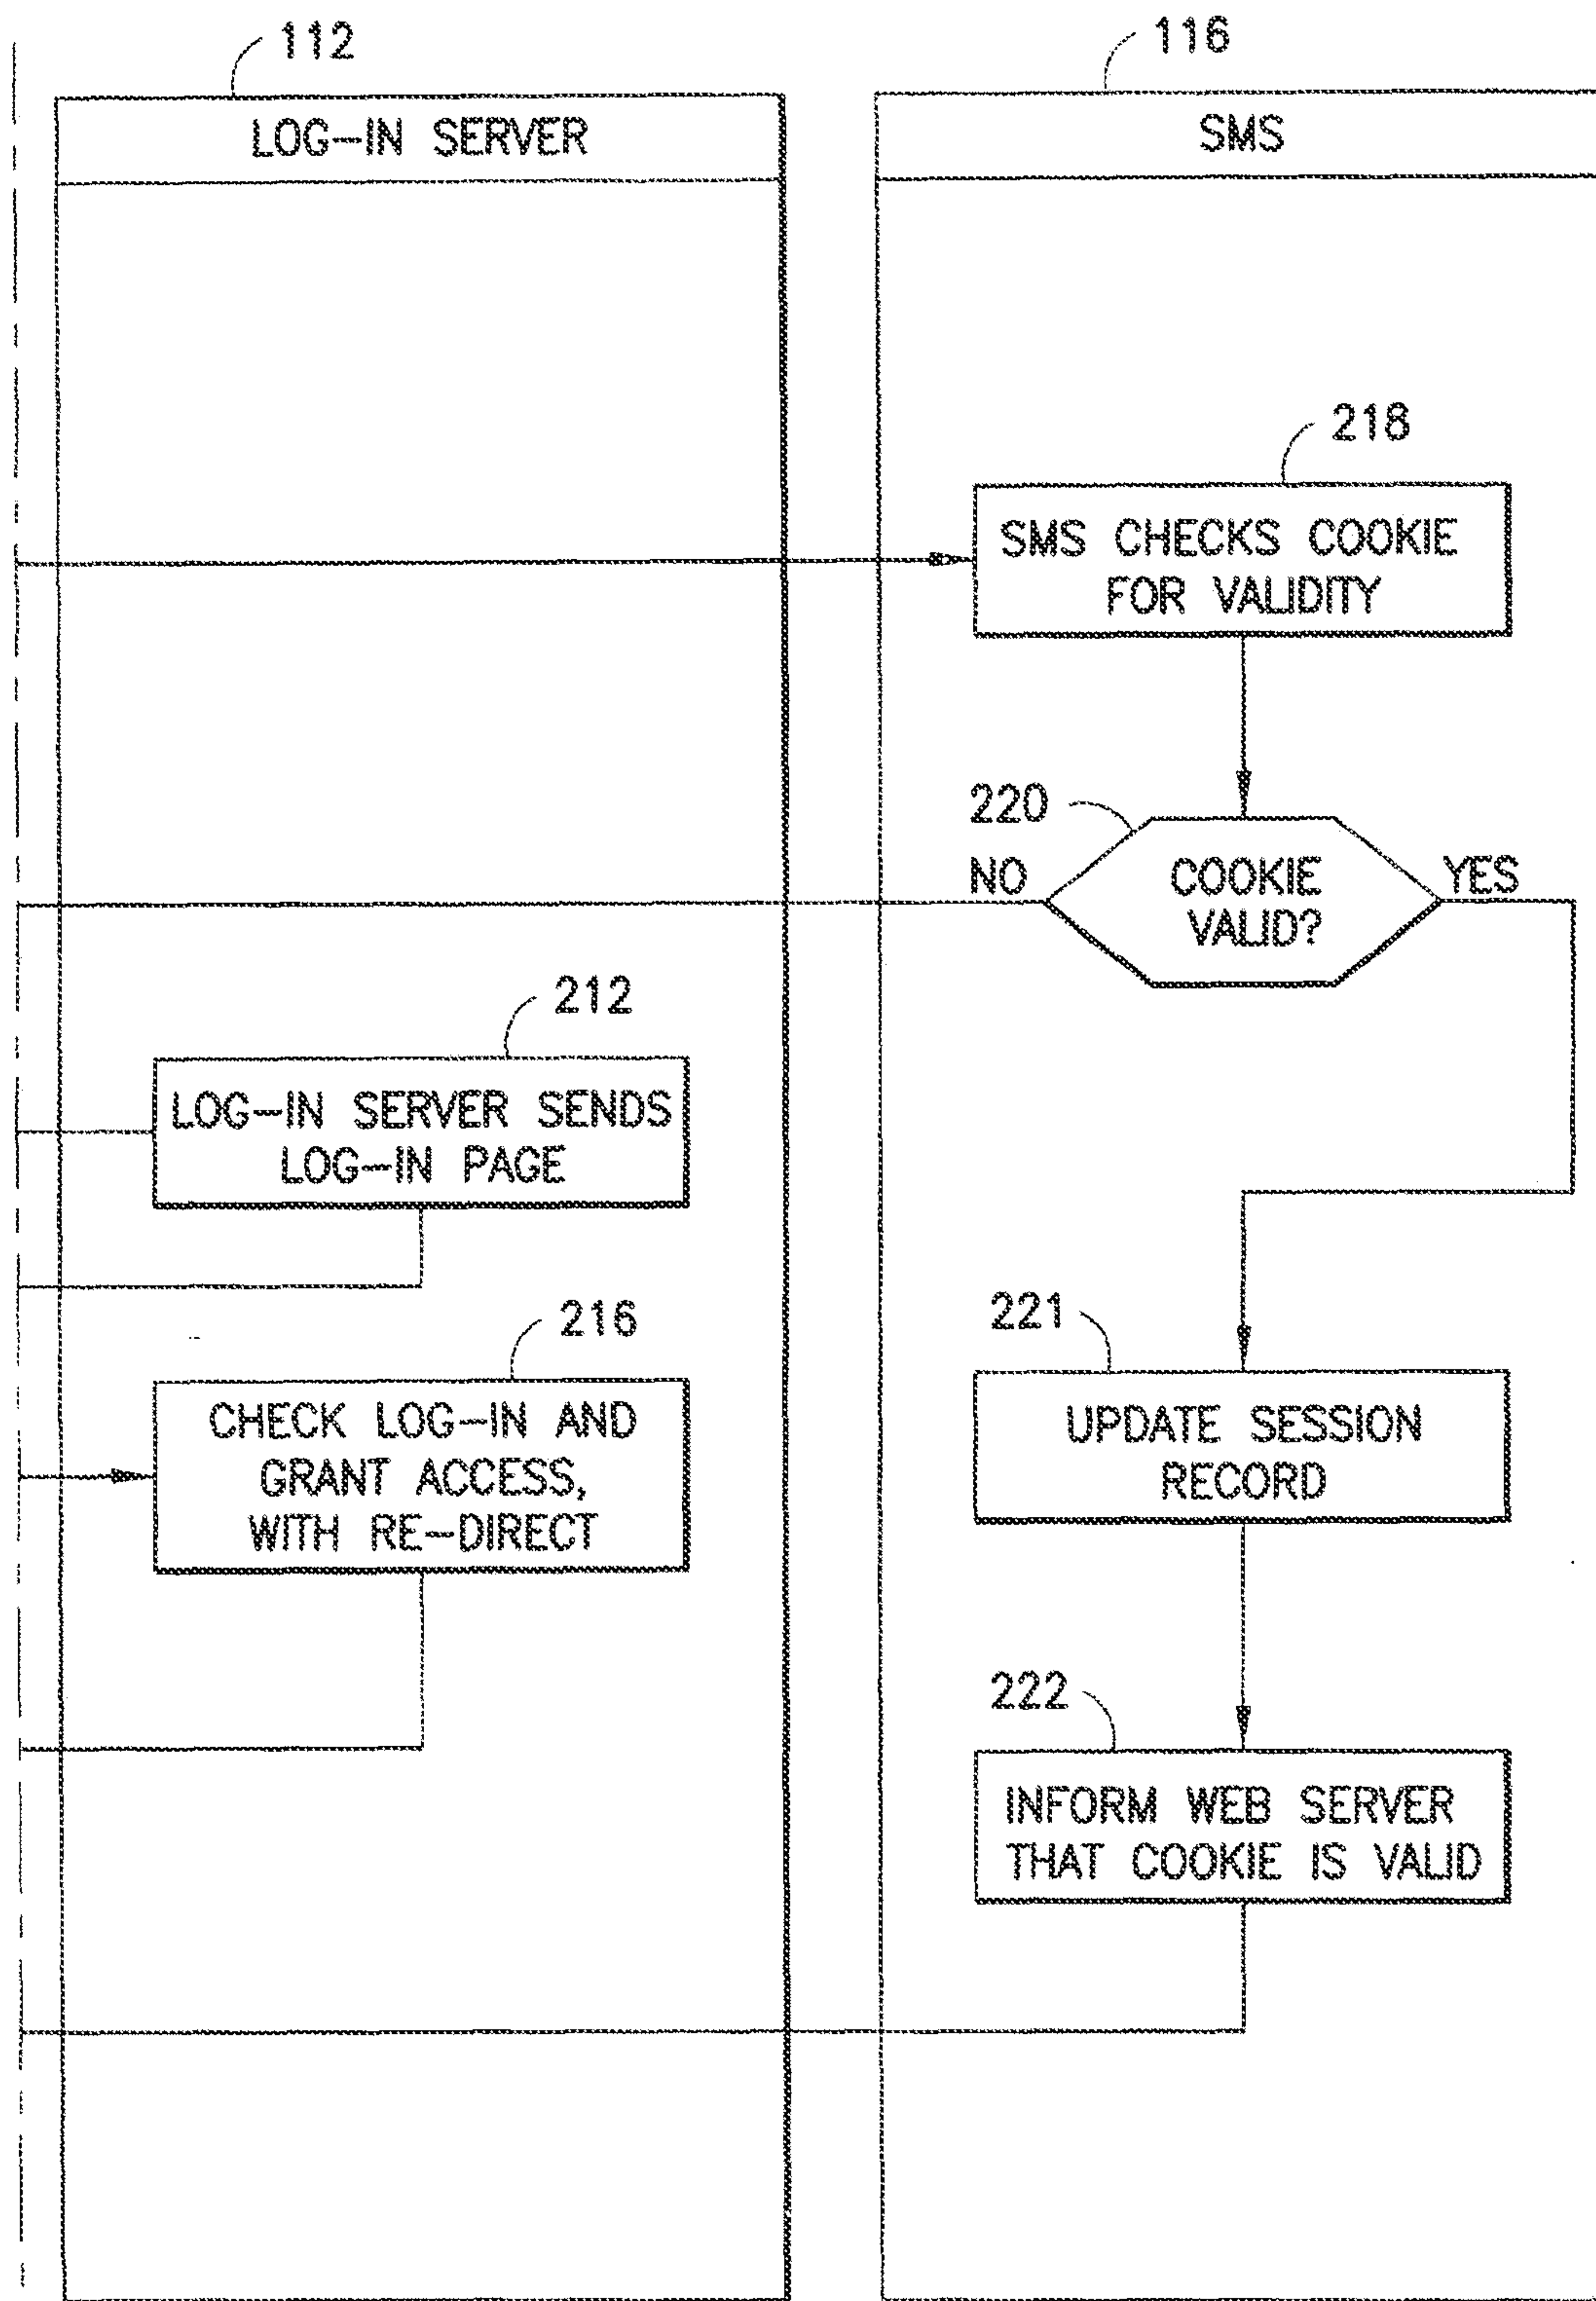 112
LOG-IN SERVER
116
SMS
218
SMS CHECKS COOKIE
FOR VALIDITY
220
NO
COOKIE
VALID?
YES
212
LOG-IN SERVER SENDS
LOG-IN PAGE
216
CHECK LOG-IN AND
GRANT ACCESS,
WITH RE-DIRECT
221
UPDATE SESSION
RECORD
222
INFORM WEB SERVER
THAT COOKIE IS VALID